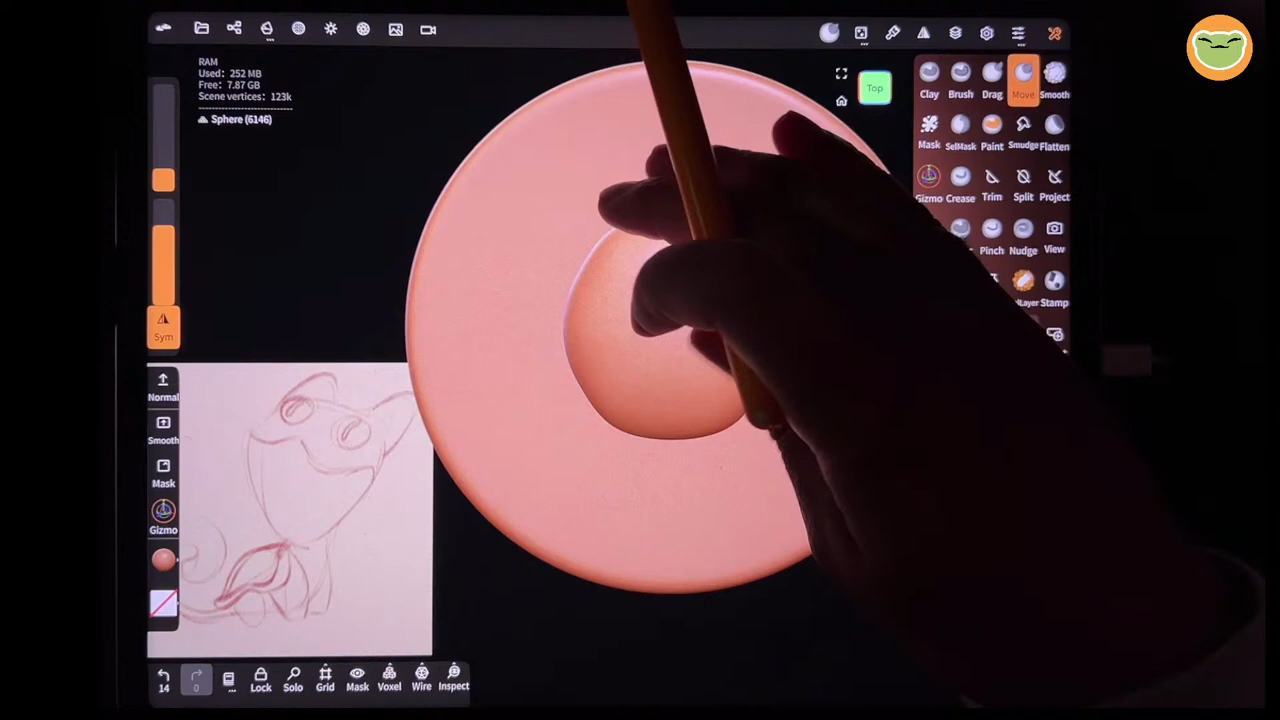 RAM
Used: 252 MB
Free: 7.87 GB
Scene vertices: 123k
Sphere (6146)
Top
Clay Brush Drag Move Smooth
Mask SelMask Paint Smudge Flatten
Gizmo Crease Trim Split Project
Pinch Nudge View
Stamp
Sym
Normal
Smooth
Mask
Gizmo
14 0 Lock Solo Grid Mask Voxel Wire Inspect